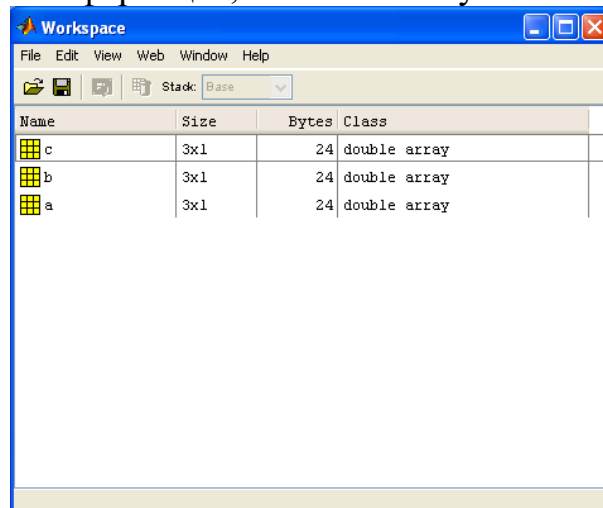 Workspace
File Edit View Web Window Help
Stack: Base
Name Size Bytes Class
c 3x1 24 double array
b 3x1 24 double array
a 3x1 24 double array